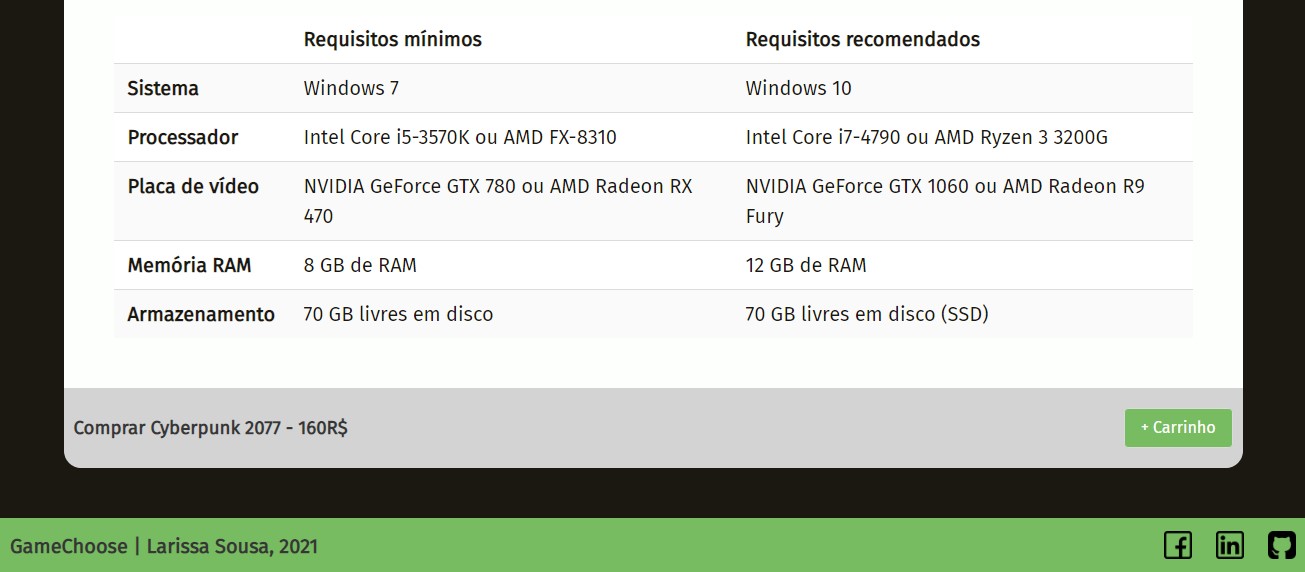 Requisitos mínimos Requisitos recomendados
Sistema Windows 7 Windows 10
Processador Intel Core i5-3570K ou AMD FX-8310 Intel Core i7-4790 ou AMD Ryzen 3 3200G
Placa de vídeo NVIDIA GeForce GTX 780 ou AMD Radeon RX NVIDIA GeForce GTX 1060 ou AMD Radeon R9
470 Fury
Memória RAM 8 GB de RAM 12 GB de RAM
Armazenamento 70 GB livres em disco 70 GB livres em disco (SSD)
Comprar Cyberpunk 2077 - 160R$ + Carrinho
GameChoose | Larissa Sousa, 2021